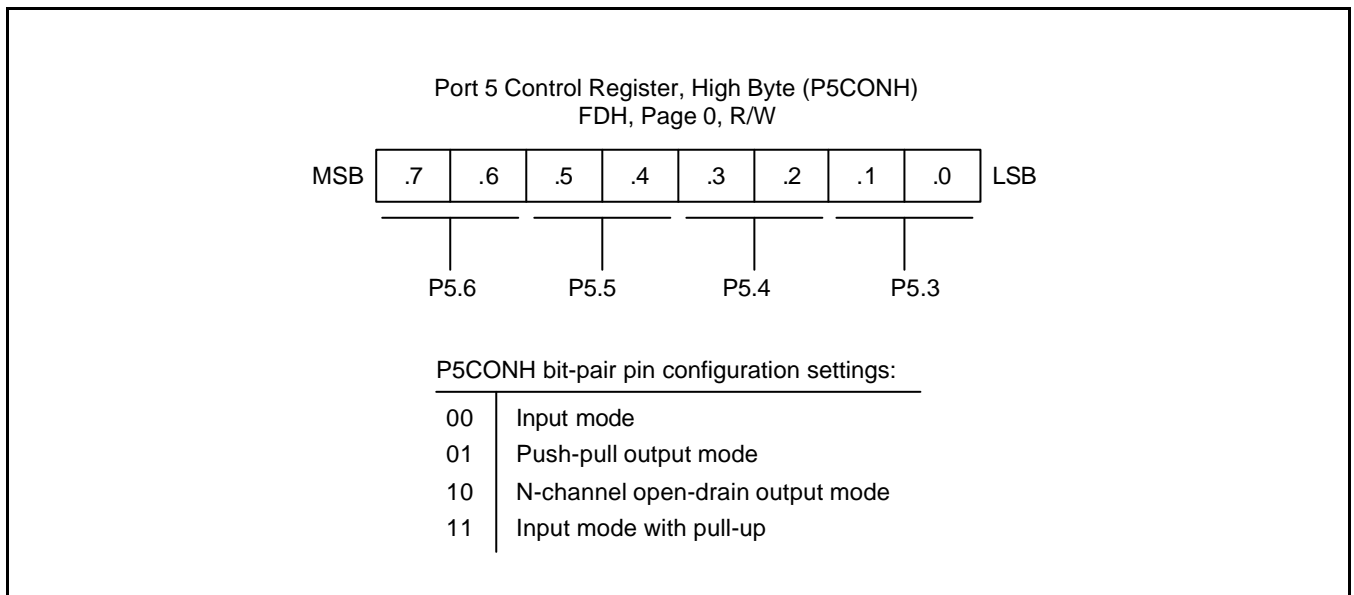 Port 5 Control Register, High Byte (P5CONH)
FDH, Page 0, R/W
MSB .7 .6 .5 .4 .3 .2 .1 .0 LSB
P5.6 P5.5 P5.4 P5.3
P5CONH bit-pair pin configuration settings:
00 Input mode
01 Push-pull output mode
10 N-channel open-drain output mode
11 Input mode with pull-up